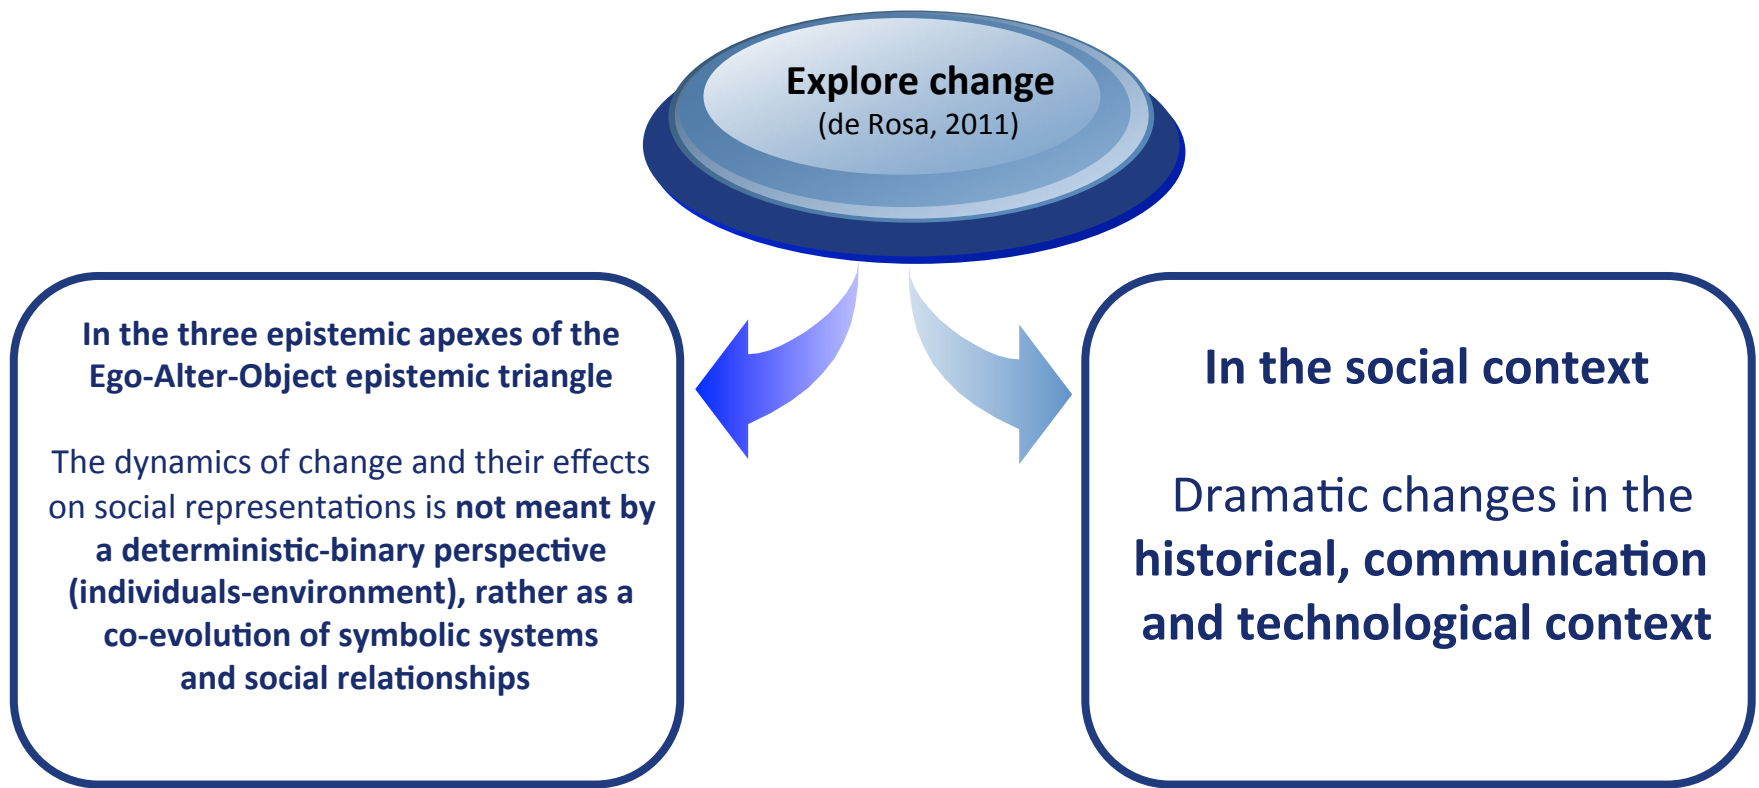 Explore change
(de Rosa, 2011)
In the three epistemic apexes of the
Ego-Alter-Object epistemic triangle
The dynamics of change and their effects
on social representations is not meant by
a deterministic-binary perspective
(individuals-environment), rather as a
co-evolution of symbolic systems
and social relationships
In the social context
Dramatic changes in the
historical, communication
and technological context